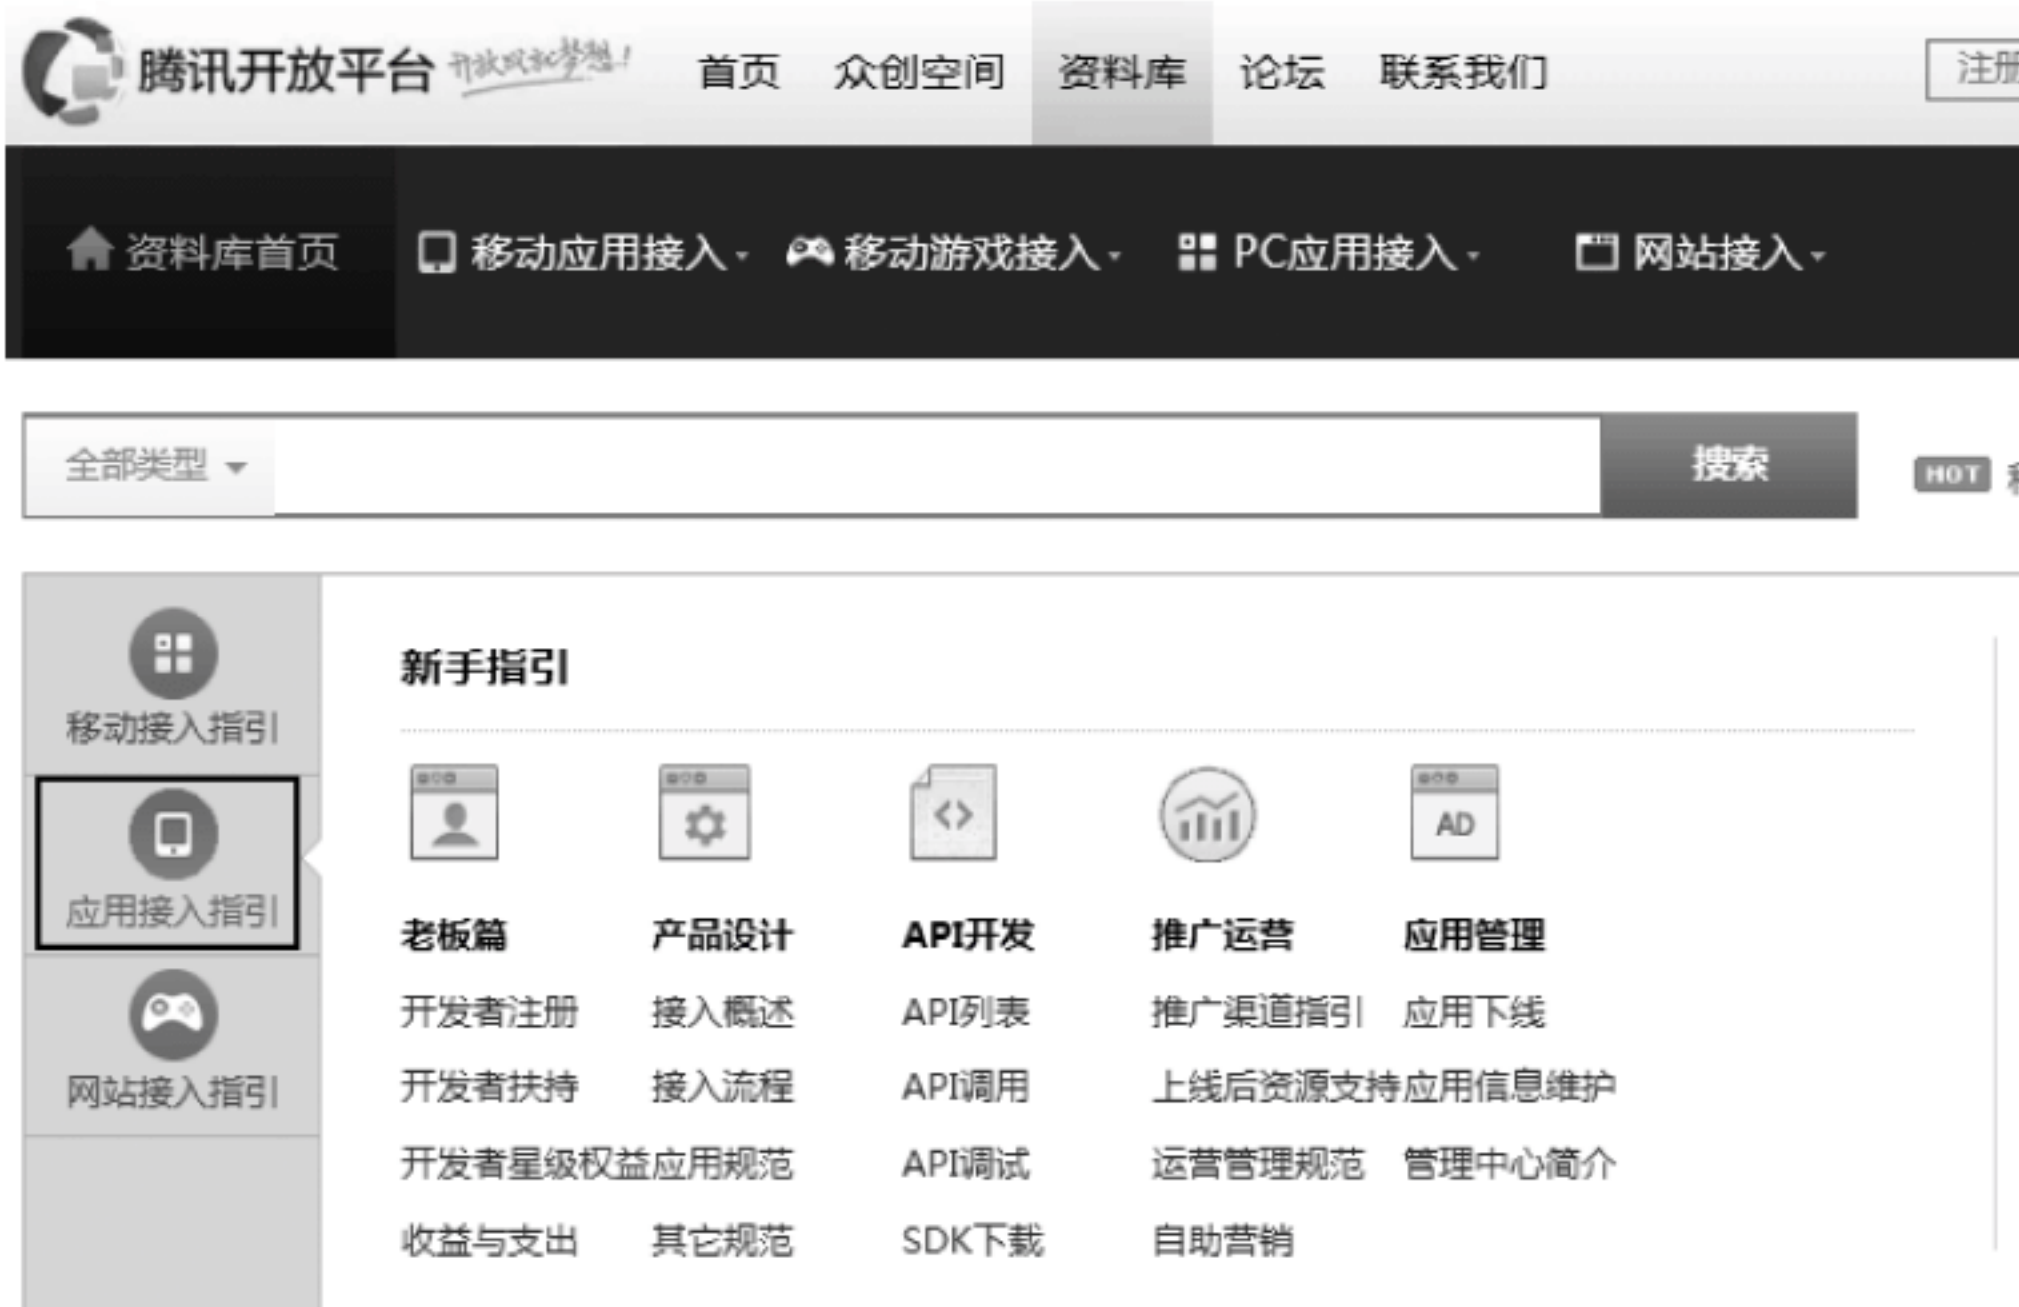 腾讯开放平台 开放成就梦想! 首页 众创空间 资料库 论坛 联系我们 注册
资料库首页 移动应用接入 移动游戏接入 PC应用接入 网站接入
全部类型 搜索 HOT
移动接入指引
应用接入指引
网站接入指引
新手指引
AD
老板篇 产品设计 API开发 推广运营 应用管理
开发者注册 接入概述 API列表 推广渠道指引 应用下线
开发者扶持 接入流程 API调用 上线后资源支持 应用信息维护
开发者星级权益 应用规范 API调试 运营管理规范 管理中心简介
收益与支出 其它规范 SDK下载 自助营销